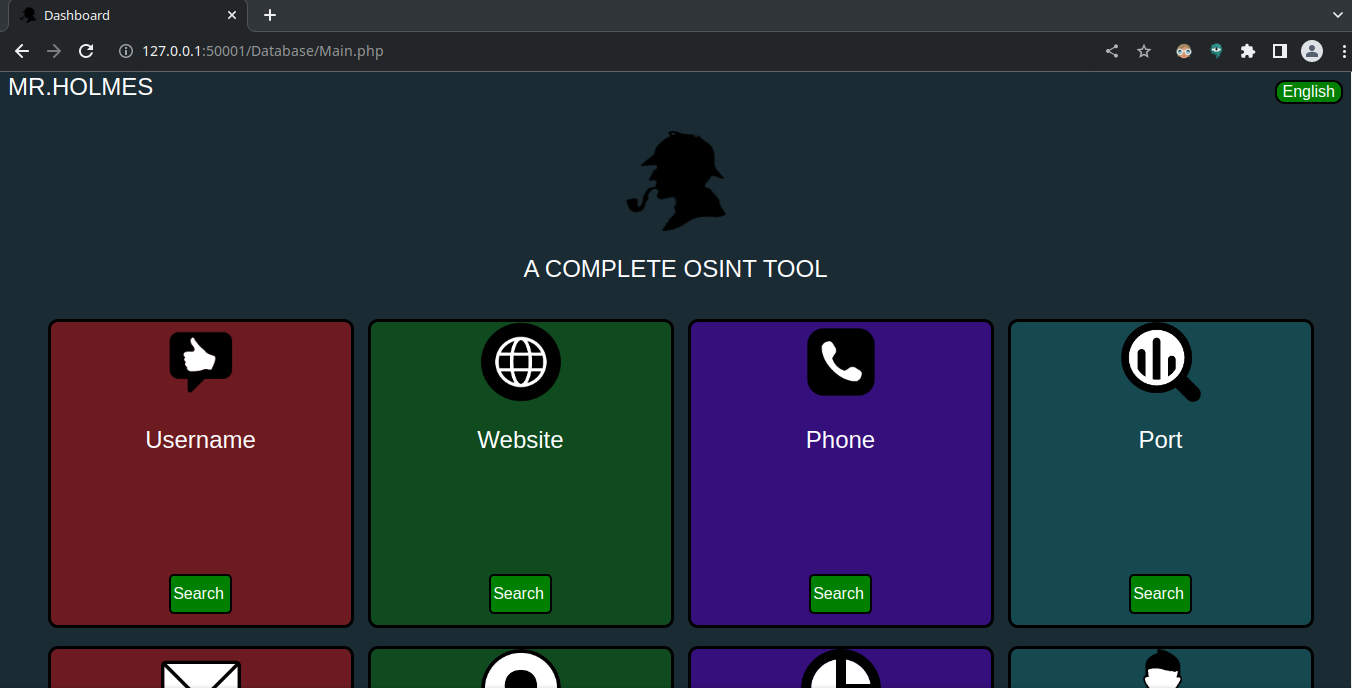 Dashboard
127.0.0.1:50001/Database/Main.php
MR.HOLMES
English
A COMPLETE OSINT TOOL
Username
Website
Phone
Port
Search
Search
Search
Search